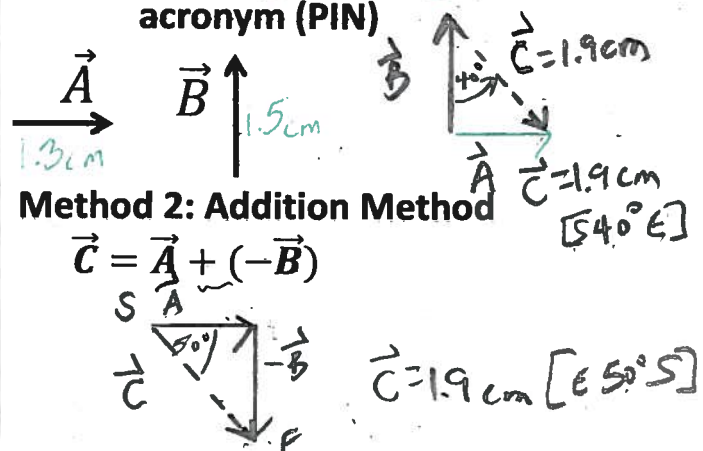 acronym (PIN)
A⃗
B⃗
1.3cm
1.5cm
B⃗
40°
C⃗=1.9cm
A⃗
C⃗=1.9cm
[S40°E]
Method 2: Addition Method
C⃗ = A⃗ + (−B⃗)
S A⃗
50°
C⃗
−B⃗
F
C⃗=1.9cm [E50°S]